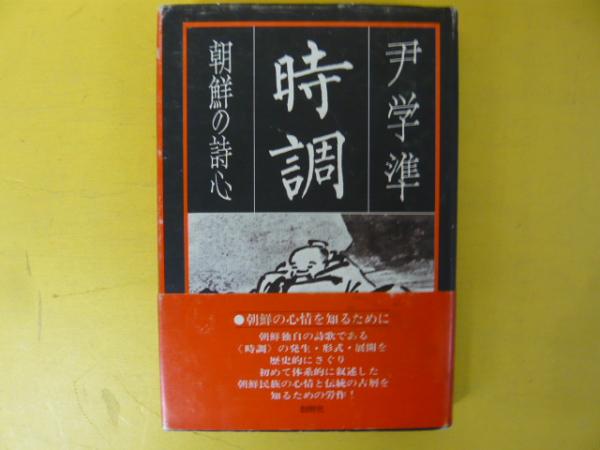 尹学準
時調
朝鮮の詩心
●朝鮮の心情を知るために
朝鮮独自の詩歌である
〈時調〉の発生・形式・展開を
歴史的にさぐり
初めて体系的に叙述した
朝鮮民族の心情と伝統の古層を
知るための労作!
創樹社